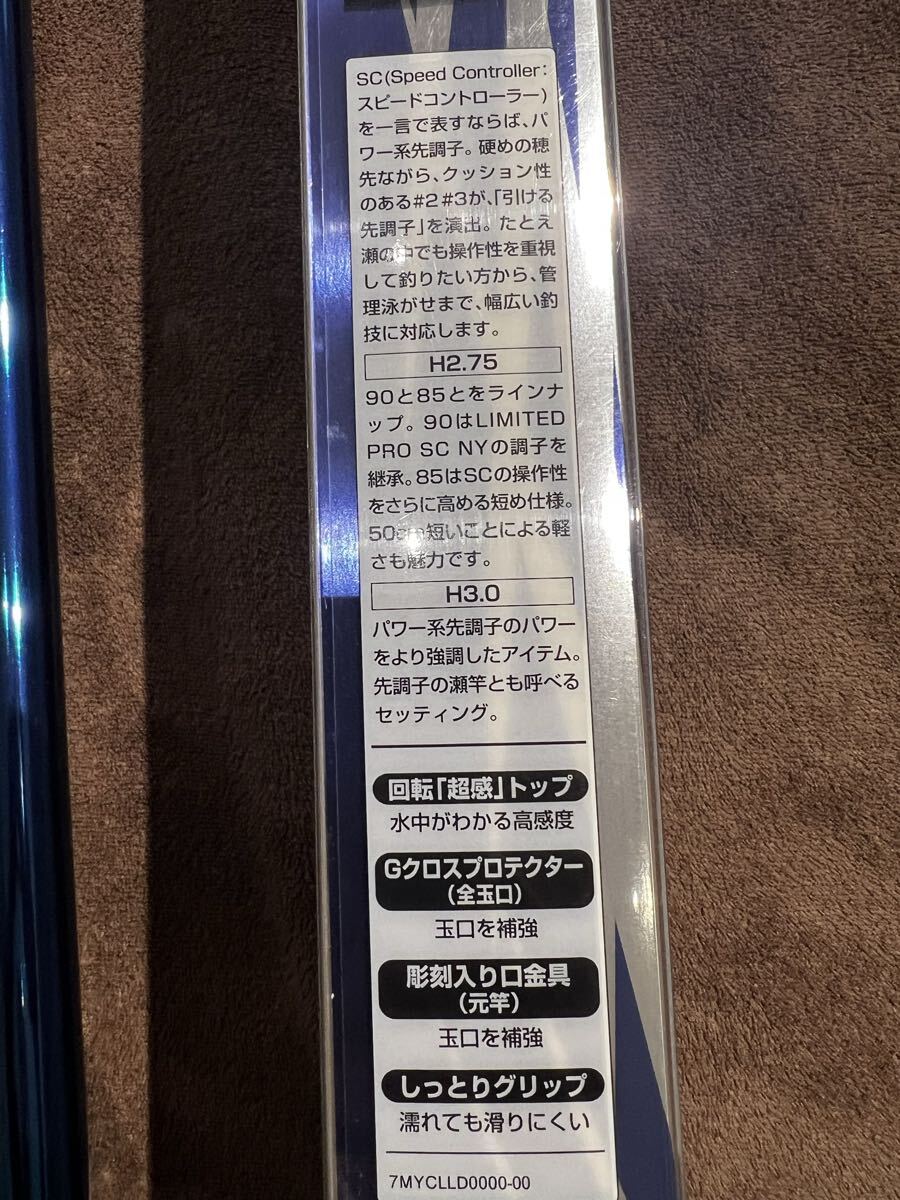 SC(Speed Controller:
スピードコントローラー)
を一言で表すならば、パ
ワー系先調子。硬めの穂
先ながら、クッション性
のある#2 #3が、「引ける
先調子」を演出。たとえ
瀬の中でも操作性を重視
して釣りたい方から、管
理泳がせまで、幅広い釣
技に対応します。
H2.75
90と85とをラインナ
ップ。90はLIMITED
PRO SC NYの調子を
継承。85はSCの操作性
をさらに高める短め仕様。
50cm短いことによる軽
さも魅力です。
H3.0
パワー系先調子のパワー
をより強調したアイテム。
先調子の瀬竿とも呼べる
セッティング。
回転「超感」トップ
水中がわかる高感度
Gクロスプロテクター
(全玉口)
玉口を補強
彫刻入り口金具
(元竿)
玉口を補強
しっとりグリップ
濡れても滑りにくい
7MYCLLD0000-00